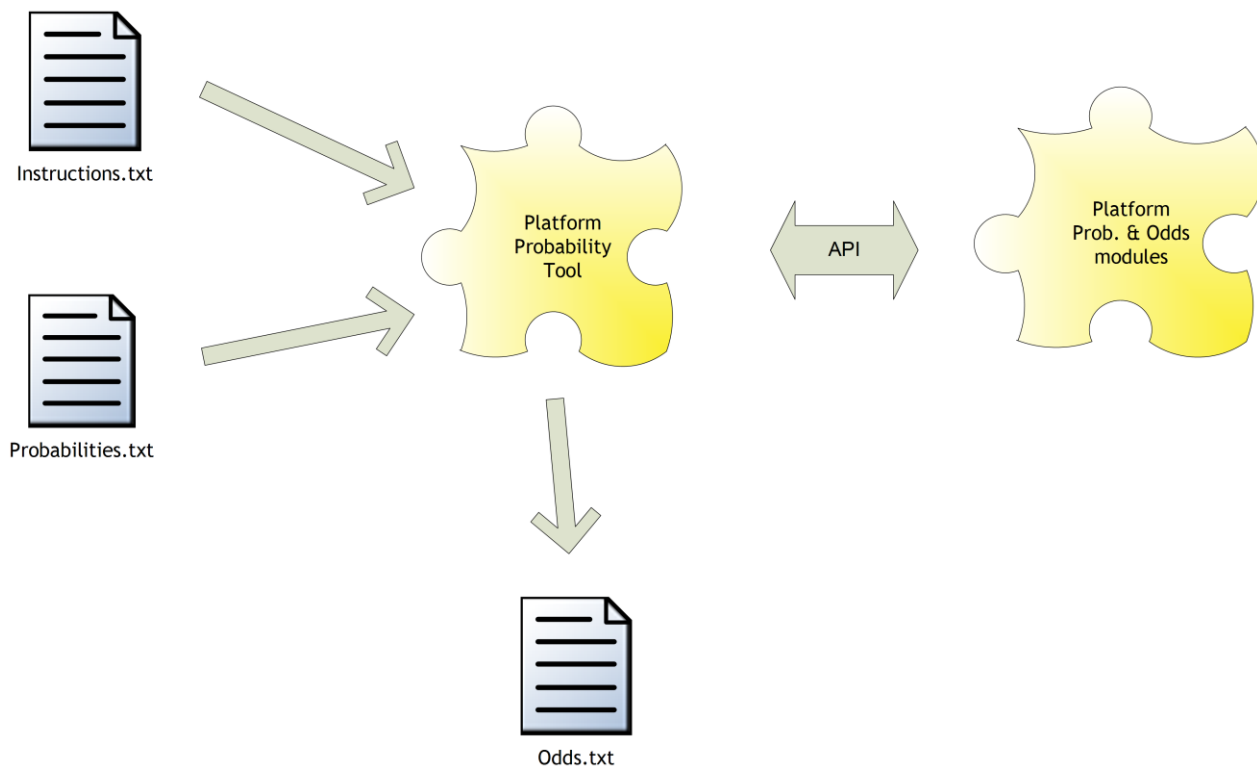 Instructions.txt
Platform
Probability
Tool
API
Platform
Prob. & Odds
modules
Probabilities.txt
Odds.txt